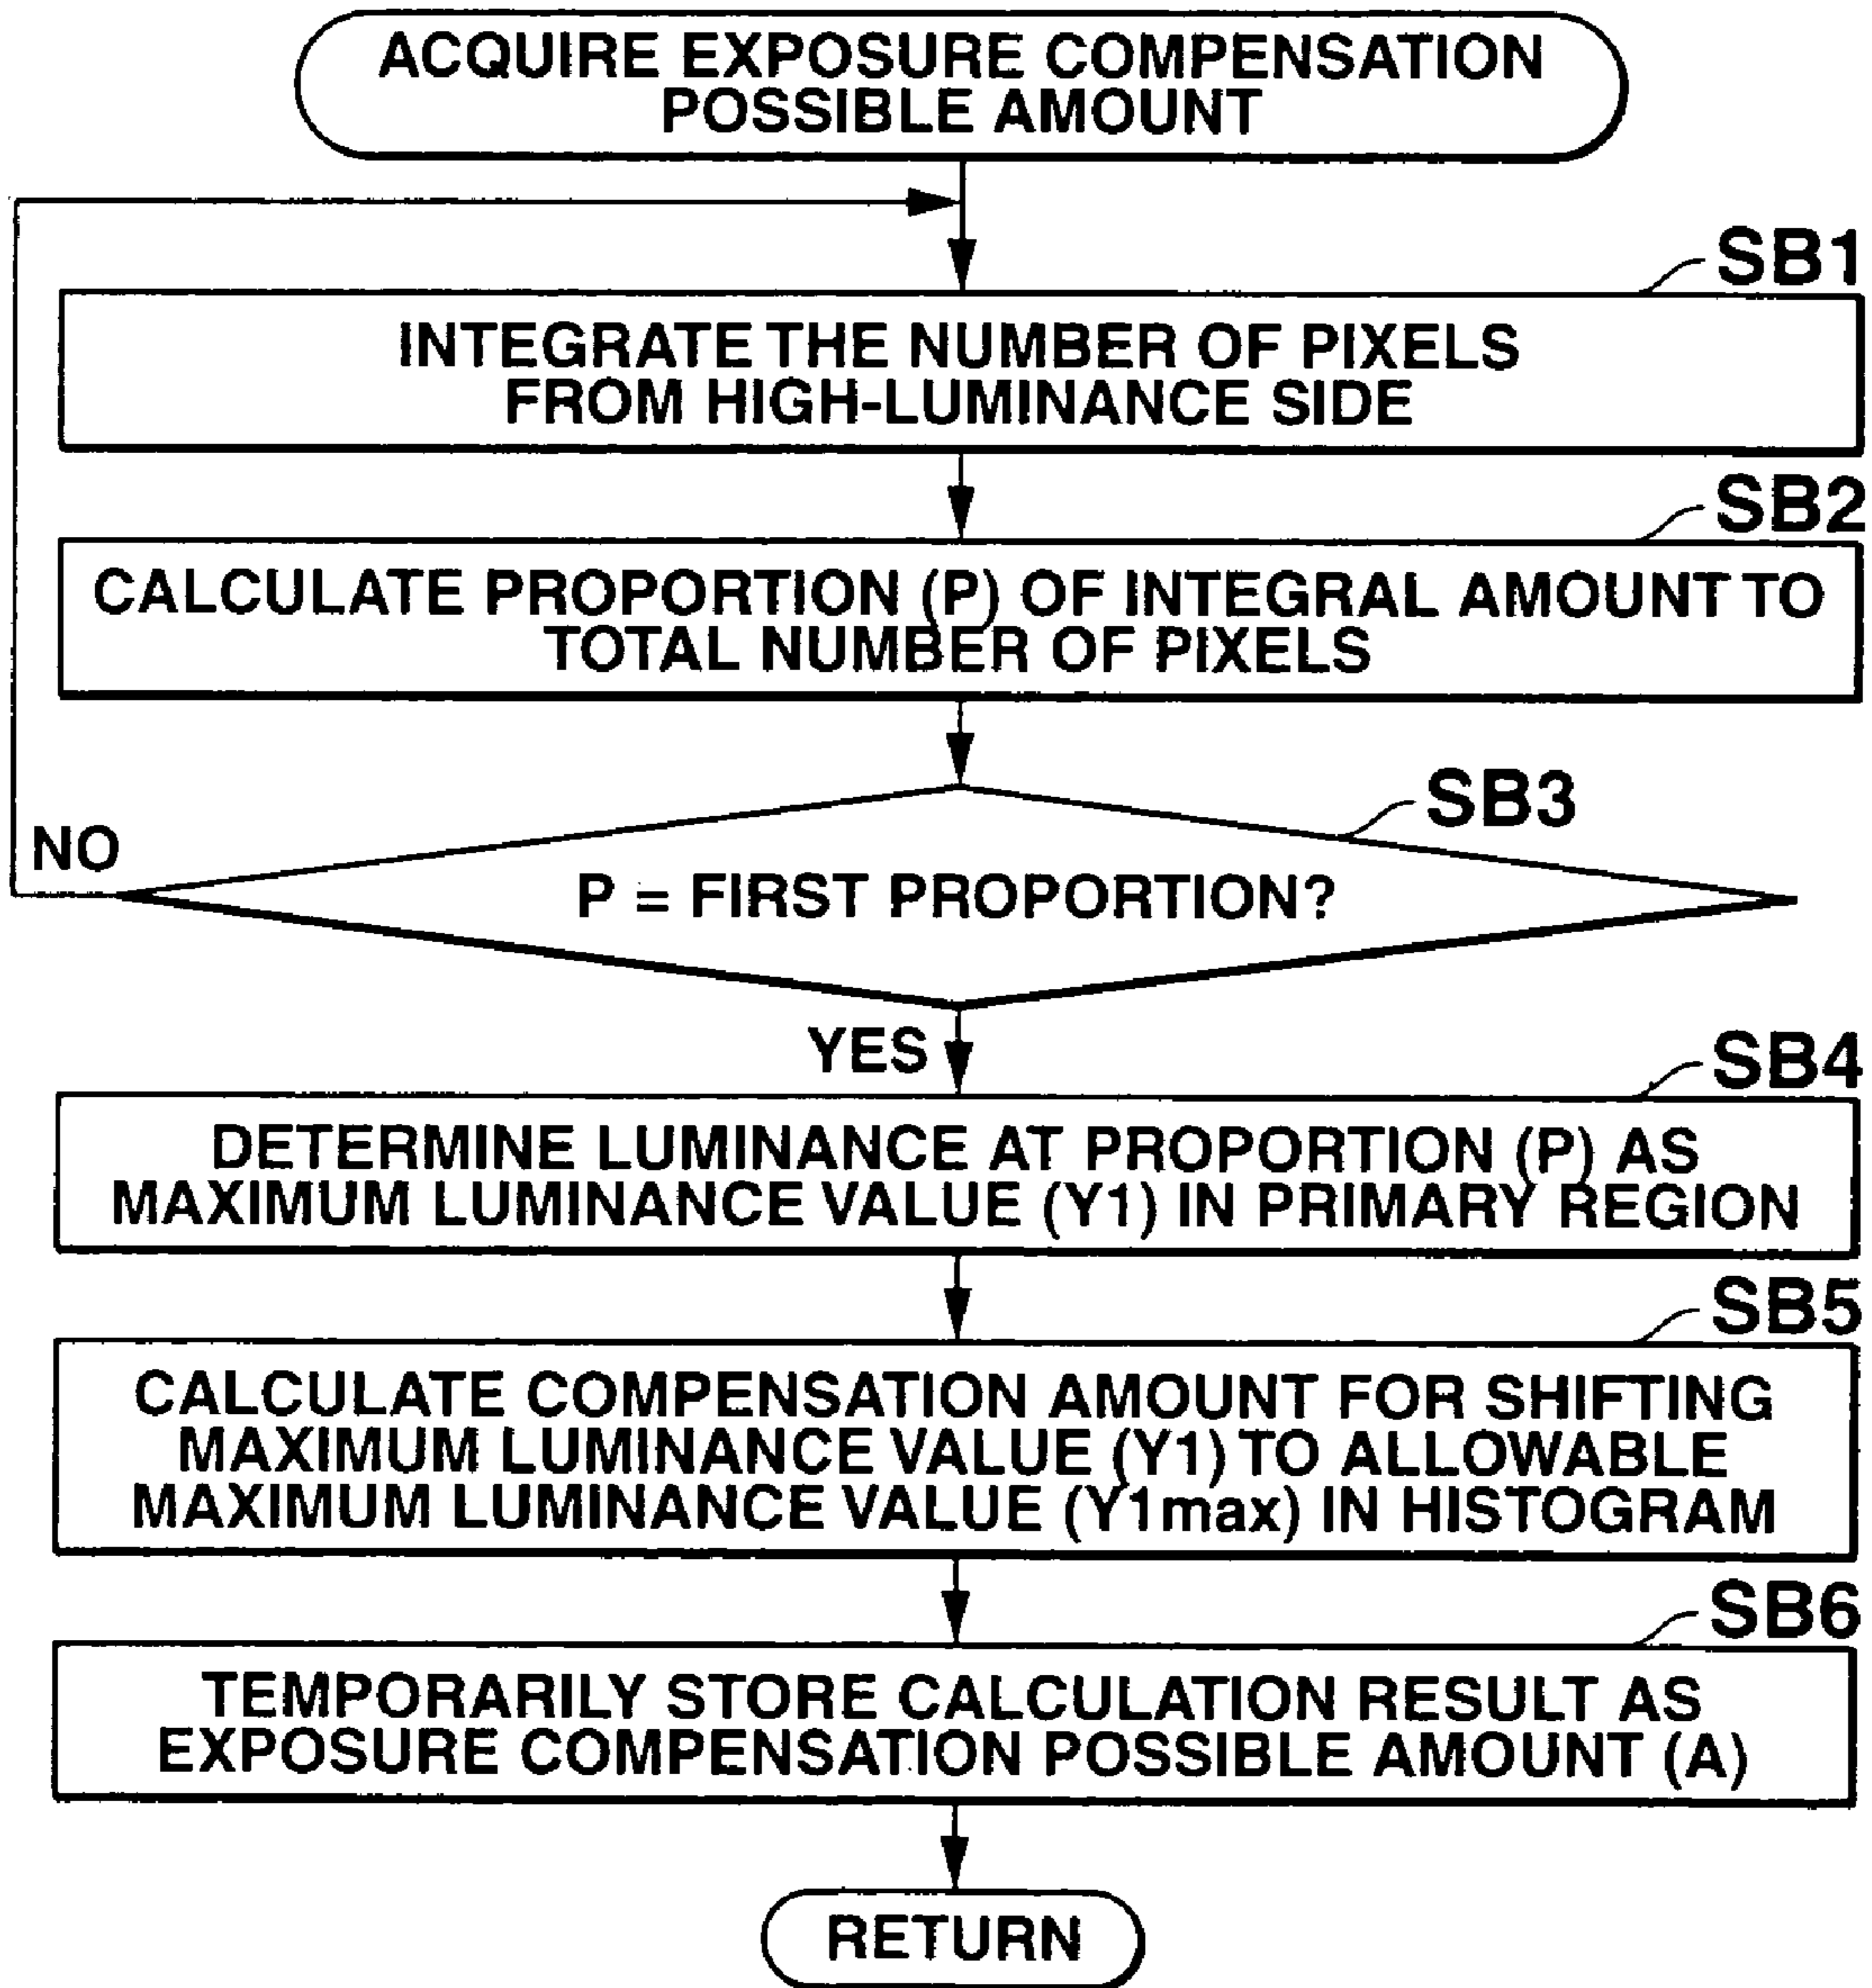 ACQUIRE EXPOSURE COMPENSATION
POSSIBLE AMOUNT
SB1
INTEGRATE THE NUMBER OF PIXELS
FROM HIGH-LUMINANCE SIDE
SB2
CALCULATE PROPORTION (P) OF INTEGRAL AMOUNT TO
TOTAL NUMBER OF PIXELS
SB3
NO
P = FIRST PROPORTION?
YES
SB4
DETERMINE LUMINANCE AT PROPORTION (P) AS
MAXIMUM LUMINANCE VALUE (Y1) IN PRIMARY REGION
SB5
CALCULATE COMPENSATION AMOUNT FOR SHIFTING
MAXIMUM LUMINANCE VALUE (Y1) TO ALLOWABLE
MAXIMUM LUMINANCE VALUE (Y1max) IN HISTOGRAM
SB6
TEMPORARILY STORE CALCULATION RESULT AS
EXPOSURE COMPENSATION POSSIBLE AMOUNT (A)
RETURN